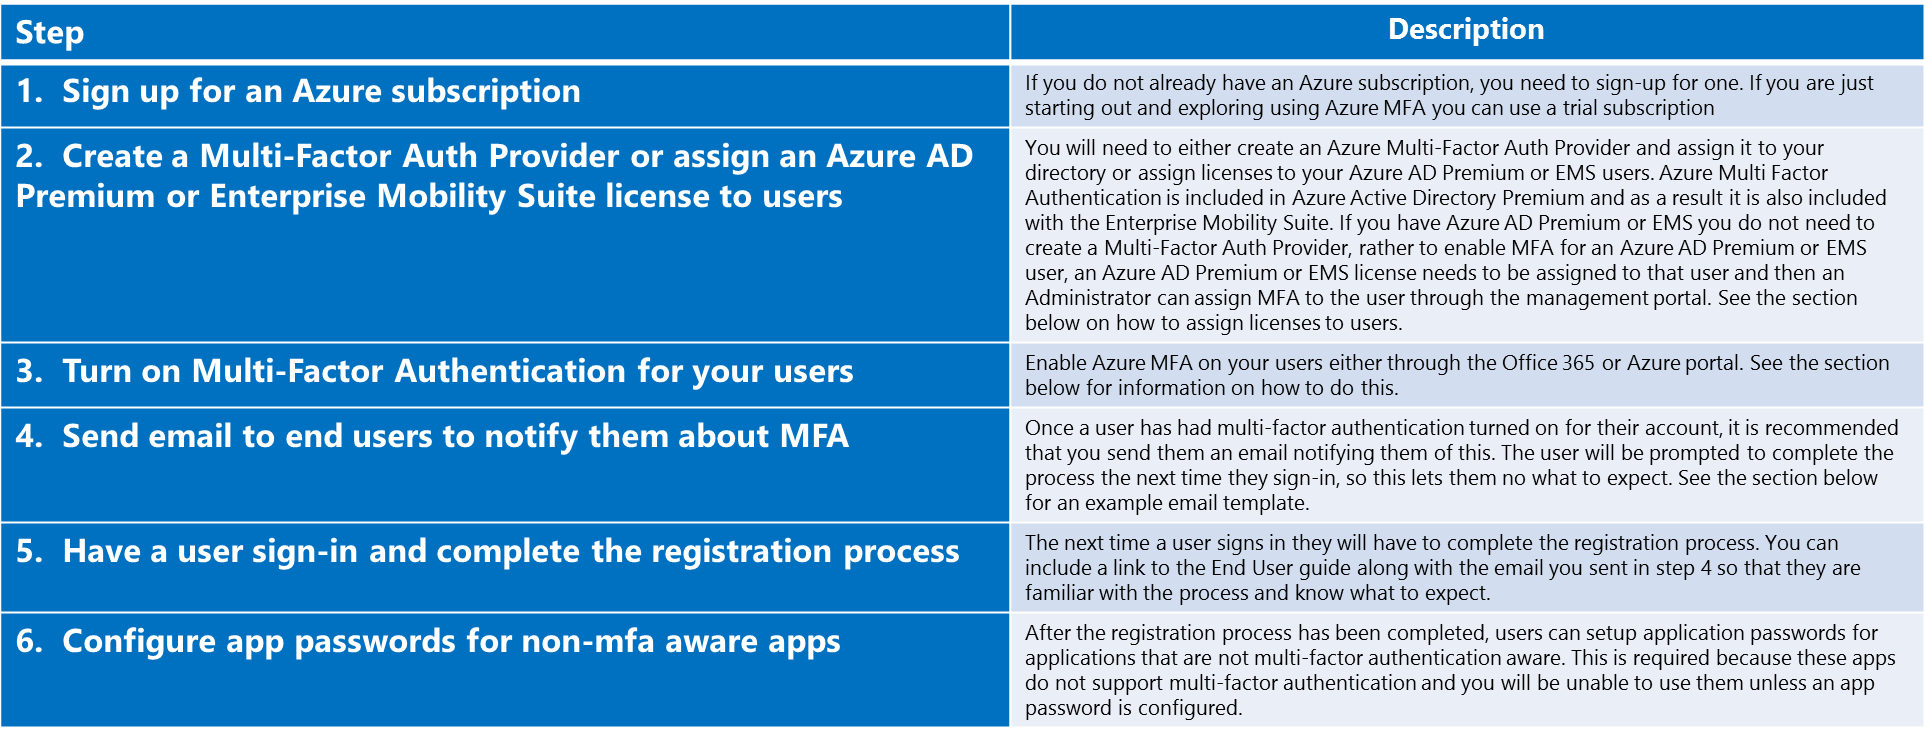 Step
Description
1. Sign up for an Azure subscription
If you do not already have an Azure subscription, you need to sign-up for one. If you are just
starting out and exploring using Azure MFA you can use a trial subscription
2. Create a Multi-Factor Auth Provider or assign an Azure AD
Premium or Enterprise Mobility Suite license to users
You will need to either create an Azure Multi-Factor Auth Provider and assign it to your
directory or assign licenses to your Azure AD Premium or EMS users. Azure Multi Factor
Authentication is included in Azure Active Directory Premium and as a result it is also included
with the Enterprise Mobility Suite. If you have Azure AD Premium or EMS you do not need to
create a Multi-Factor Auth Provider, rather to enable MFA for an Azure AD Premium or EMS
user, an Azure AD Premium or EMS license needs to be assigned to that user and then an
Administrator can assign MFA to the user through the management portal. See the section
below on how to assign licenses to users.
3. Turn on Multi-Factor Authentication for your users
Enable Azure MFA on your users either through the Office 365 or Azure portal. See the section
below for information on how to do this.
4. Send email to end users to notify them about MFA
Once a user has had multi-factor authentication turned on for their account, it is recommended
that you send them an email notifying them of this. The user will be prompted to complete the
process the next time they sign-in, so this lets them no what to expect. See the section below
for an example email template.
5. Have a user sign-in and complete the registration process
The next time a user signs in they will have to complete the registration process. You can
include a link to the End User guide along with the email you sent in step 4 so that they are
familiar with the process and know what to expect.
6. Configure app passwords for non-mfa aware apps
After the registration process has been completed, users can setup application passwords for
applications that are not multi-factor authentication aware. This is required because these apps
do not support multi-factor authentication and you will be unable to use them unless an app
password is configured.